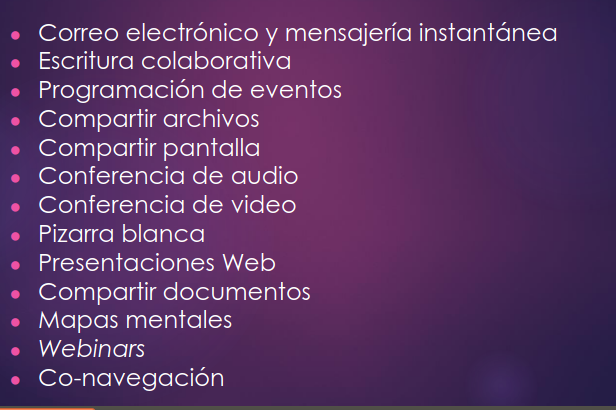 Correo electrónico y mensajería instantánea
Escritura colaborativa
Programación de eventos
Compartir archivos
Compartir pantalla
Conferencia de audio
Conferencia de video
Pizarra blanca
Presentaciones Web
Compartir documentos
Mapas mentales
Webinars
Co-navegación